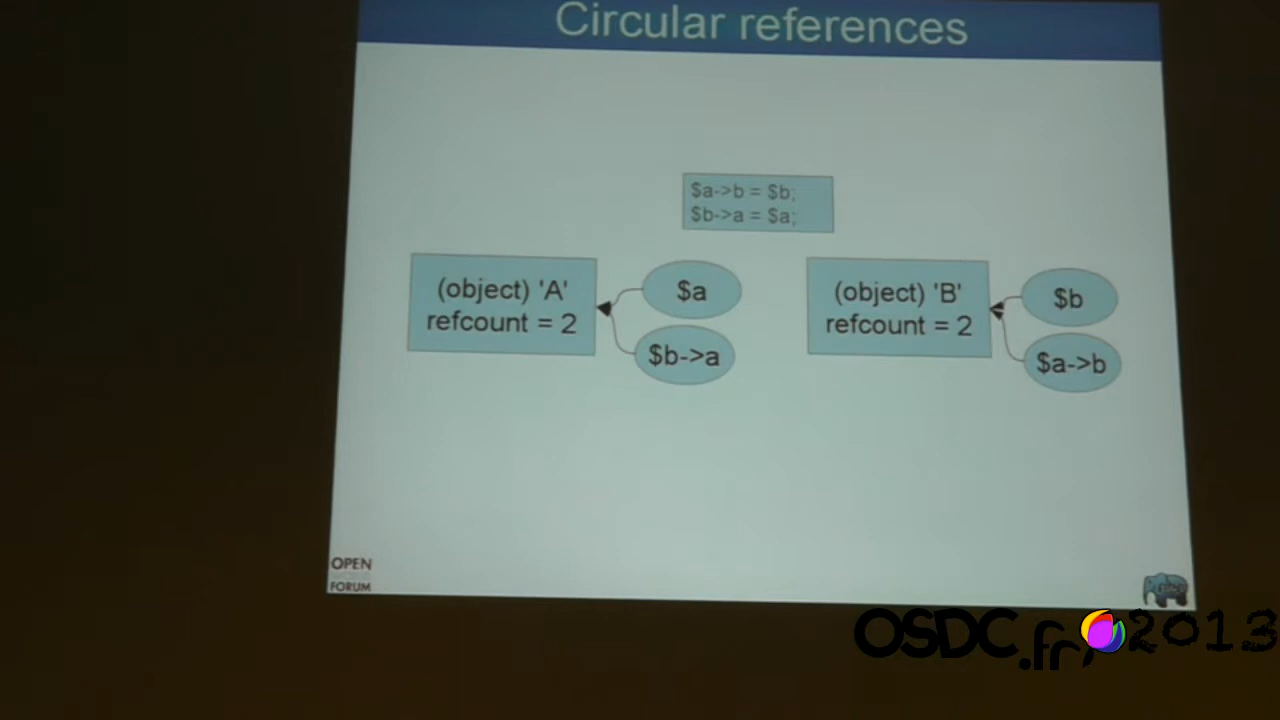 Circular references
$a->b = $b;
$b->a = $a;
(object) 'A'
refcount = 2
$a
$b->a
(object) 'B'
refcount = 2
$b
$a->b
OPEN
FORUM
OSDC.fr 2013